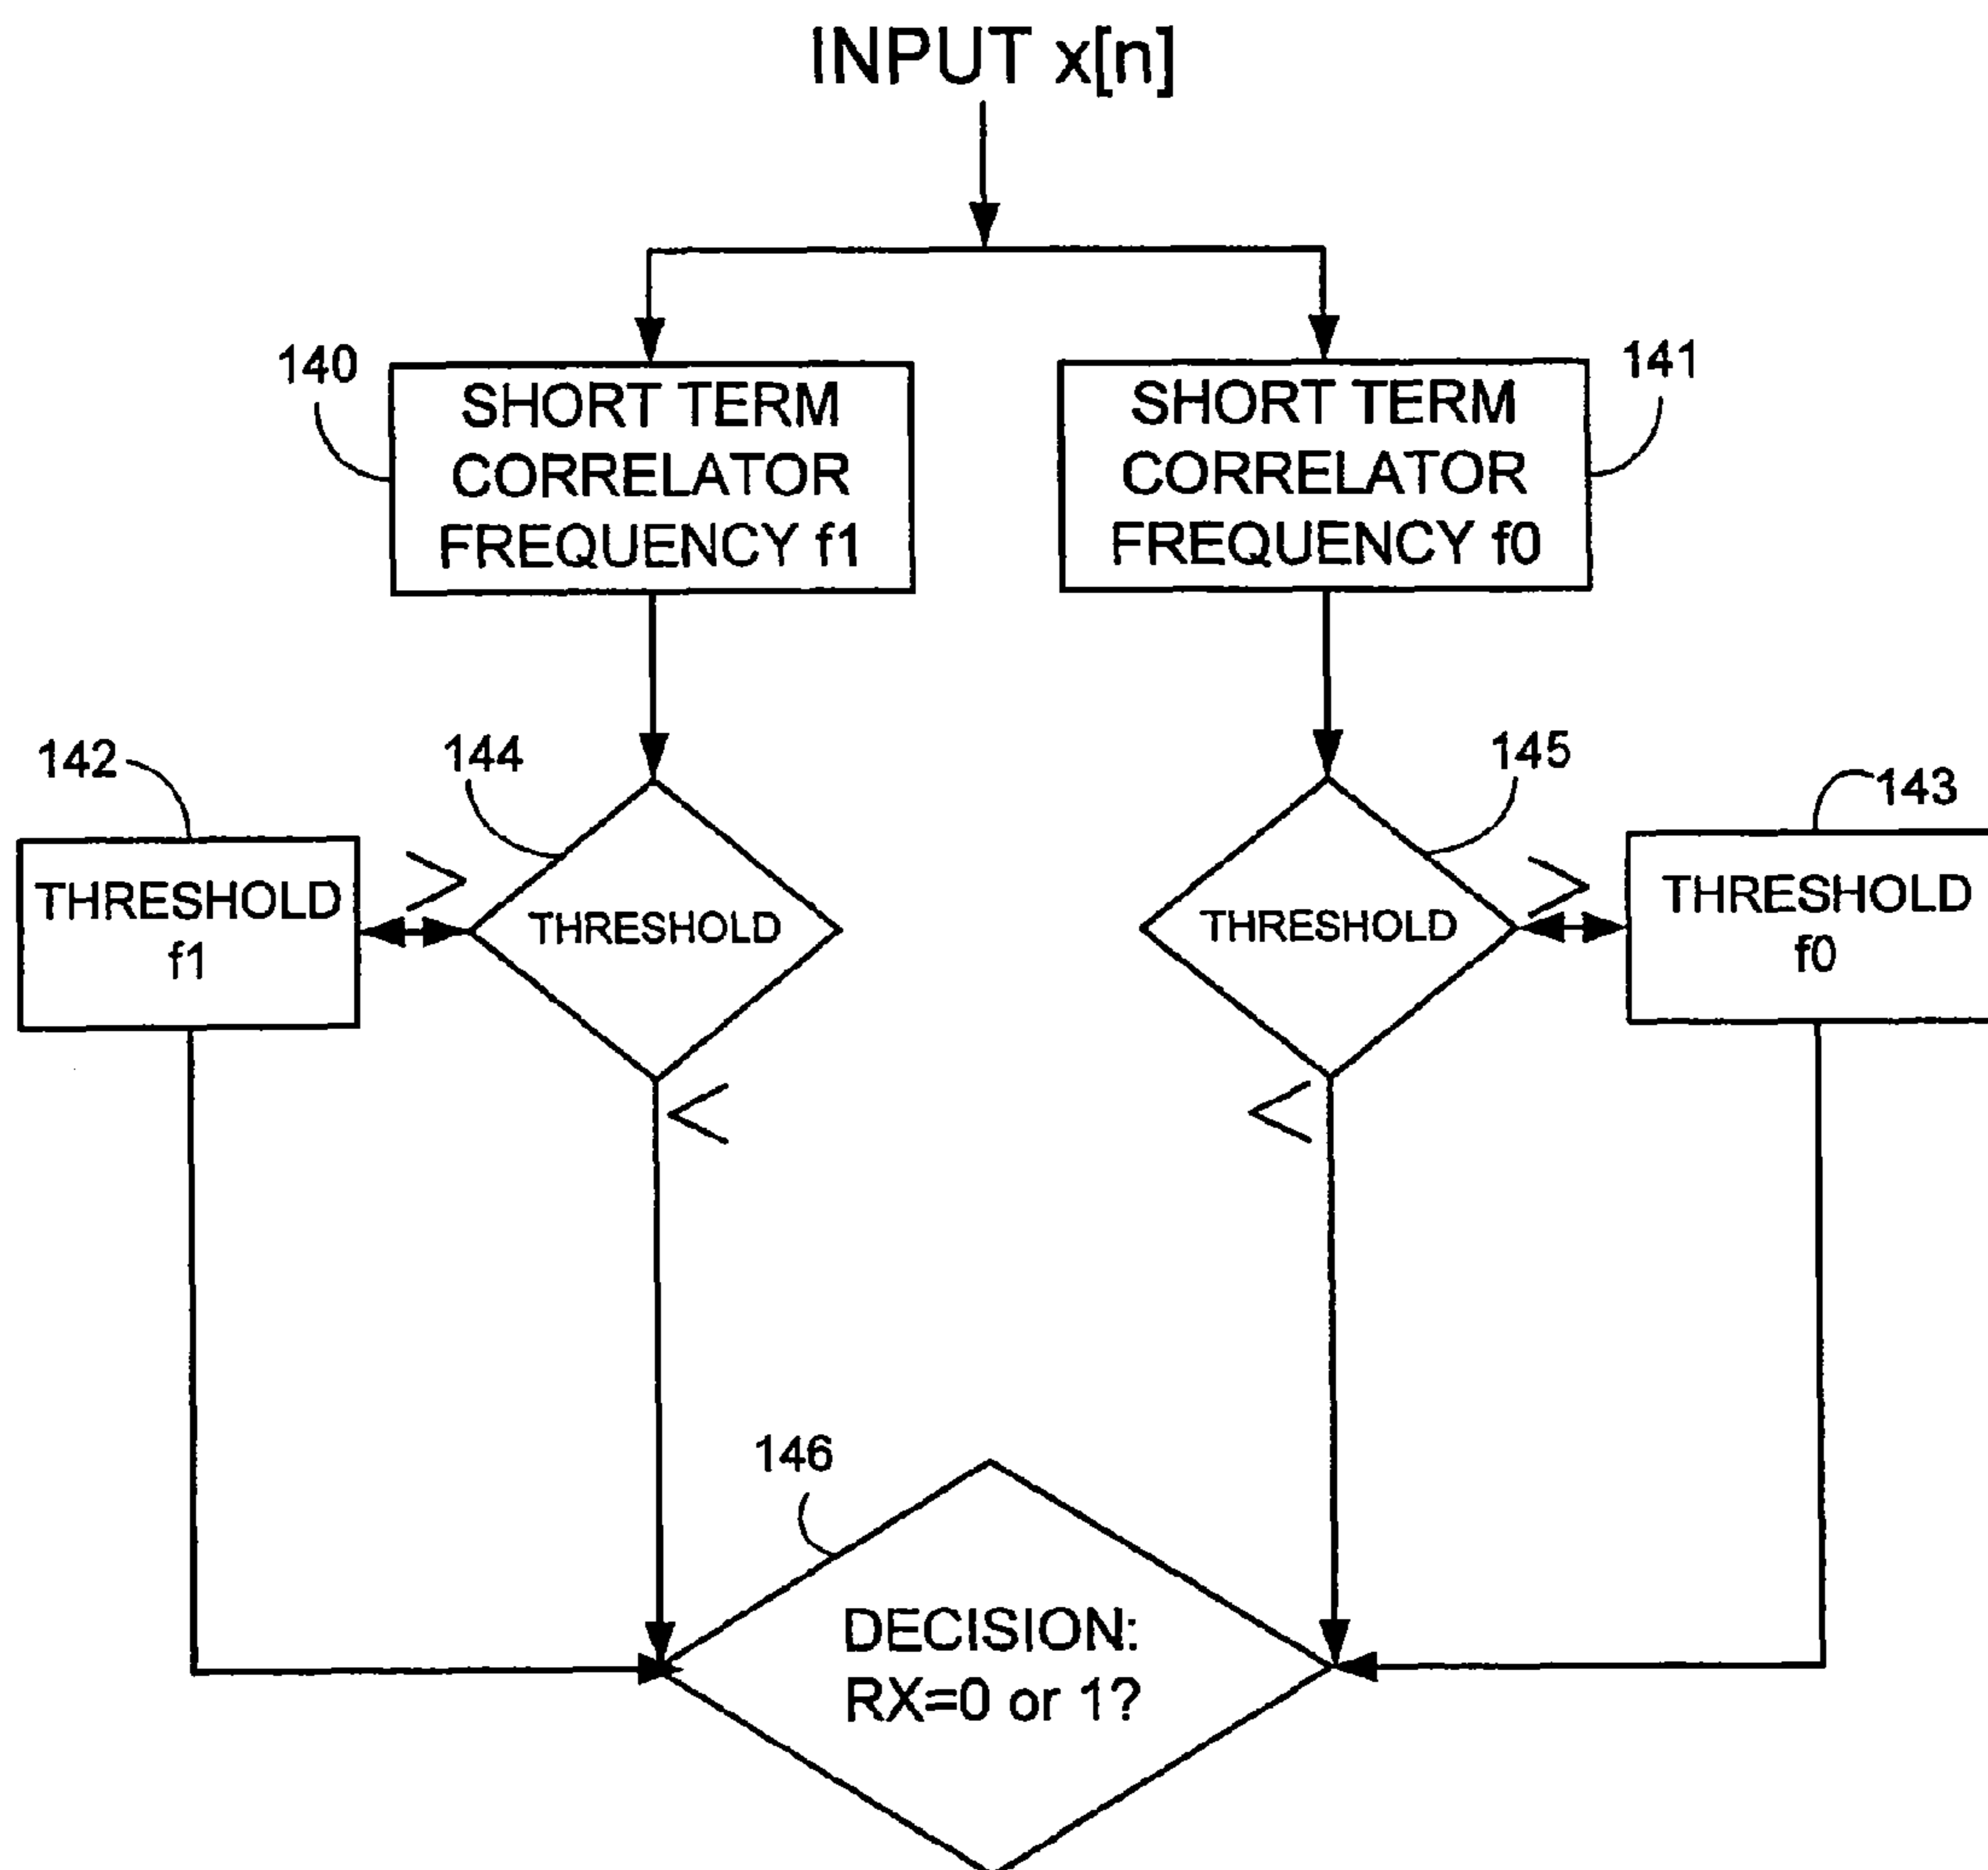 INPUT x[n]
140
SHORT TERM
CORRELATOR
FREQUENCY f1
141
SHORT TERM
CORRELATOR
FREQUENCY f0
142
144
145
143
THRESHOLD
f1
>
THRESHOLD
THRESHOLD
>
THRESHOLD
f0
<
<
146
DECISION:
RX=0 or 1?